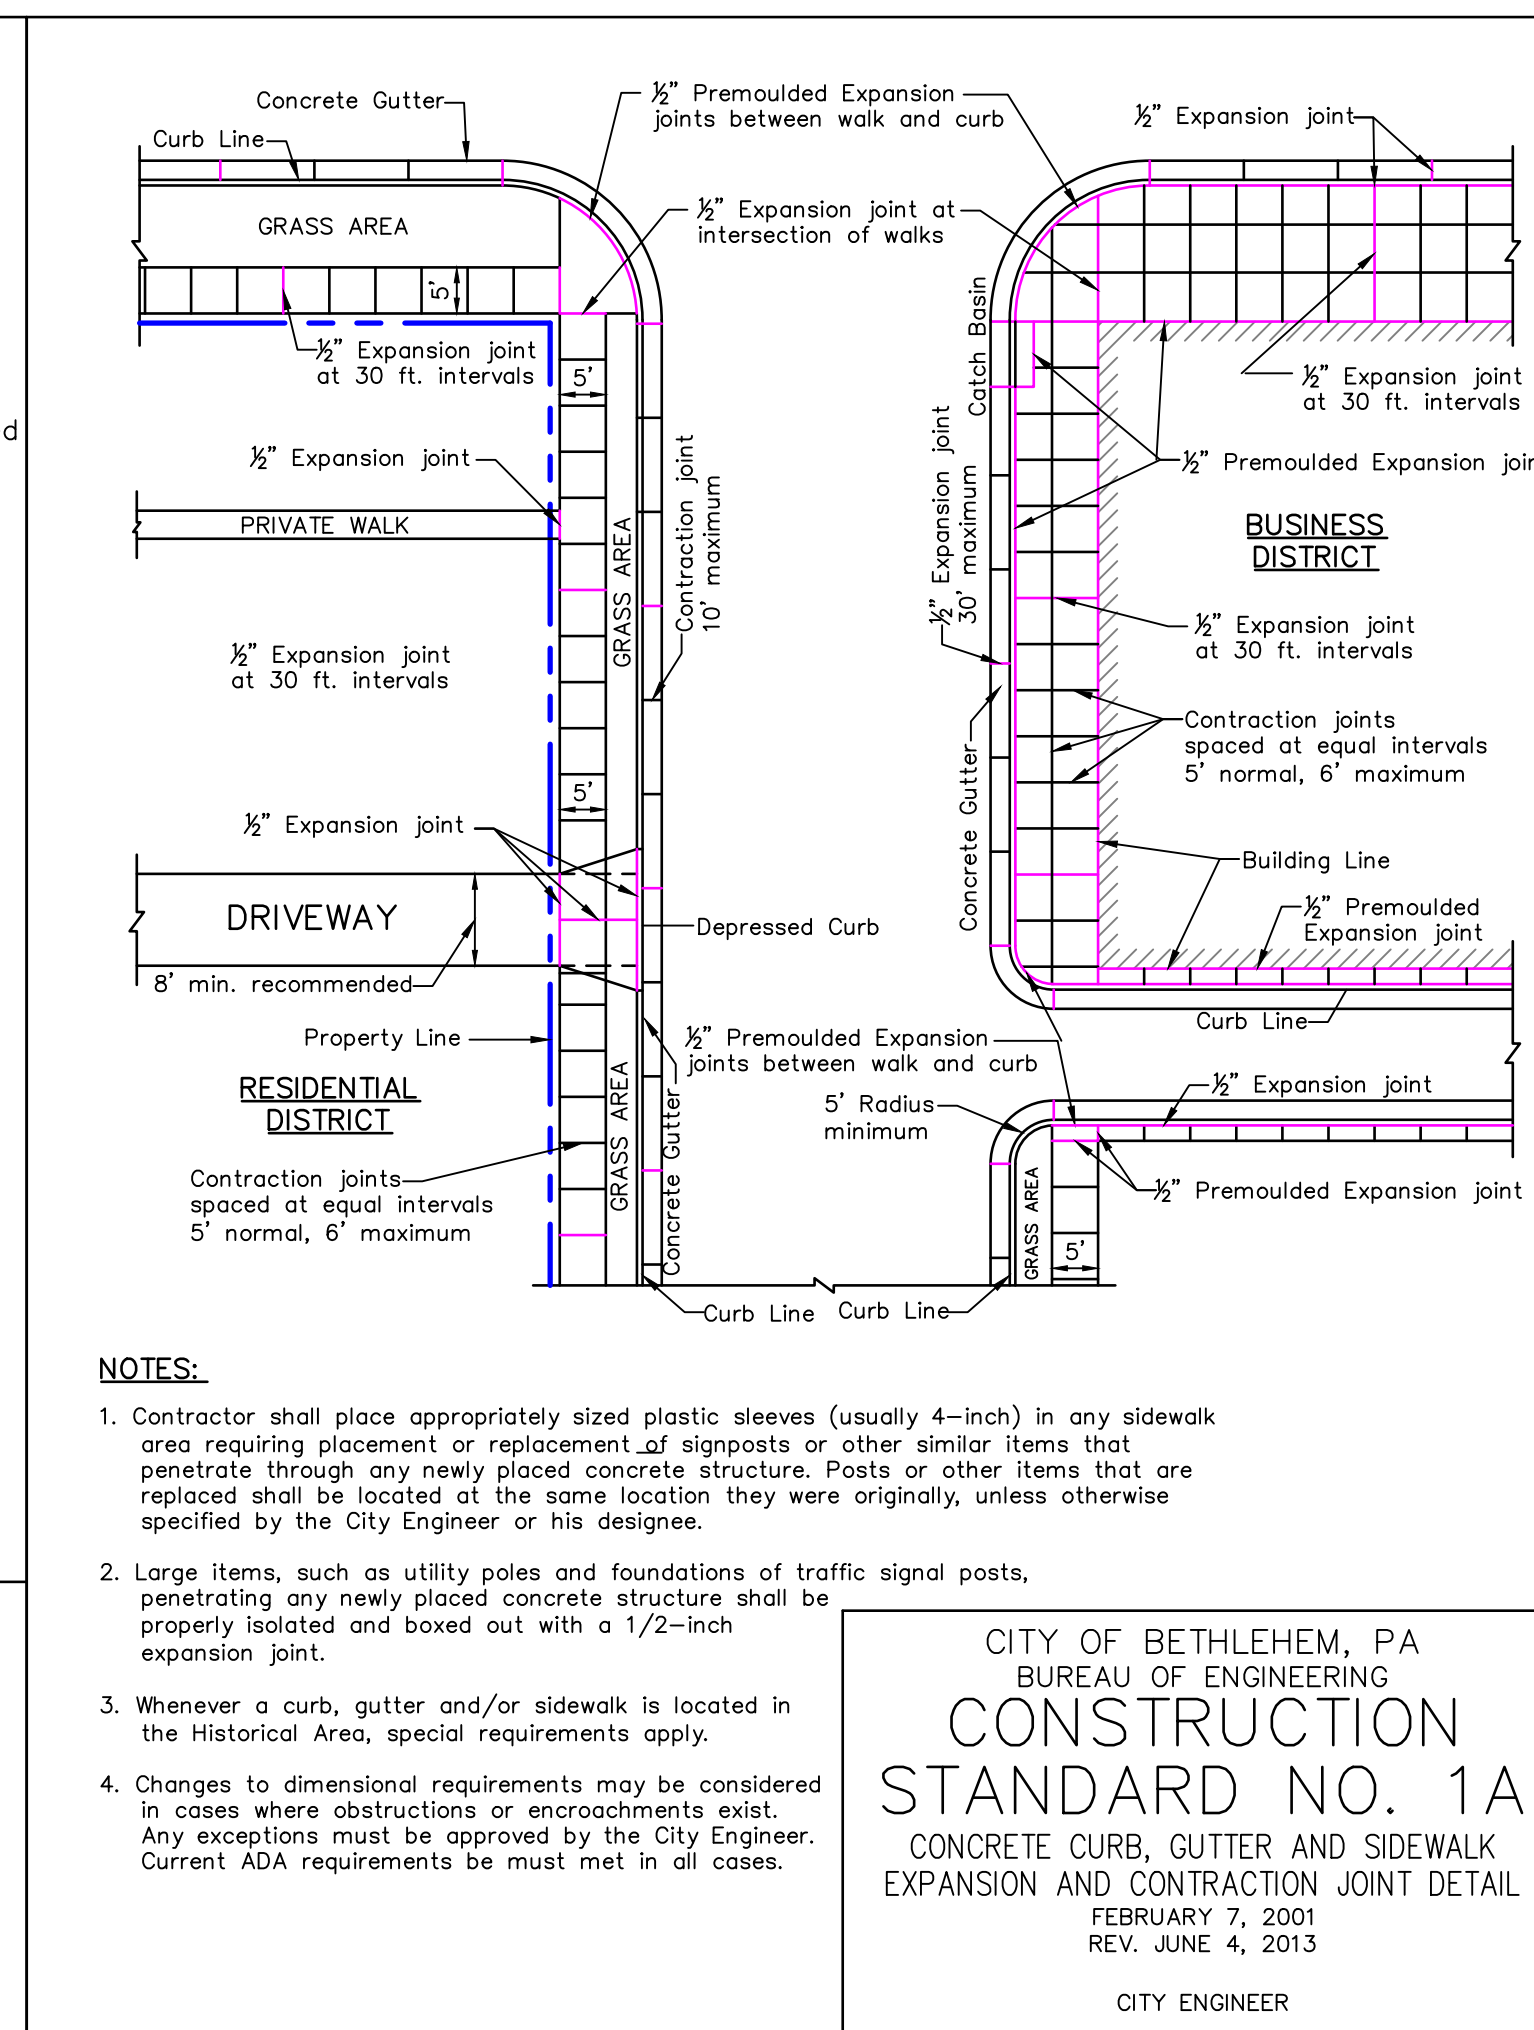 Concrete Gutter
Curb Line
½” Premoulded Expansion
joints between walk and curb
½” Expansion joint
GRASS AREA
½” Expansion joint at
intersection of walks
5’
½” Expansion joint
at 30 ft. intervals
5’
Catch Basin
½” Expansion joint
at 30 ft. intervals
d
½” Expansion joint
PRIVATE WALK
GRASS AREA
Contraction joint
10’ maximum
½” Expansion joint
30’ maximum
½” Premoulded Expansion
BUSINESS
DISTRICT
½” Expansion joint
at 30 ft. intervals
½” Expansion joint
at 30 ft. intervals
Contraction joints
spaced at equal intervals
5’ normal, 6’ maximum
5’
½” Expansion joint
Concrete Gutter
Building Line
DRIVEWAY
Depressed Curb
½” Premoulded
Expansion joint
8’ min. recommended
Property Line
½” Premoulded Expansion
joints between walk and curb
Curb Line
RESIDENTIAL
DISTRICT
GRASS AREA
Concrete Gutter
5’ Radius
minimum
½” Expansion joint
Contraction joints
spaced at equal intervals
5’ normal, 6’ maximum
GRASS AREA
½” Premoulded Expansion joint
5’
Curb Line
Curb Line
NOTES:
1. Contractor shall place appropriately sized plastic sleeves (usually 4-inch) in any sidewalk
area requiring placement or replacement of signposts or other similar items that
penetrate through any newly placed concrete structure. Posts or other items that are
replaced shall be located at the same location they were originally, unless otherwise
specified by the City Engineer or his designee.
2. Large items, such as utility poles and foundations of traffic signal posts,
penetrating any newly placed concrete structure shall be
properly isolated and boxed out with a 1/2-inch
expansion joint.
3. Whenever a curb, gutter and/or sidewalk is located in
the Historical Area, special requirements apply.
4. Changes to dimensional requirements may be considered
in cases where obstructions or encroachments exist.
Any exceptions must be approved by the City Engineer.
Current ADA requirements be must met in all cases.
CITY OF BETHLEHEM, PA
BUREAU OF ENGINEERING
CONSTRUCTION
STANDARD NO. 1A
CONCRETE CURB, GUTTER AND SIDEWALK
EXPANSION AND CONTRACTION JOINT DETAIL
FEBRUARY 7, 2001
REV. JUNE 4, 2013
CITY ENGINEER